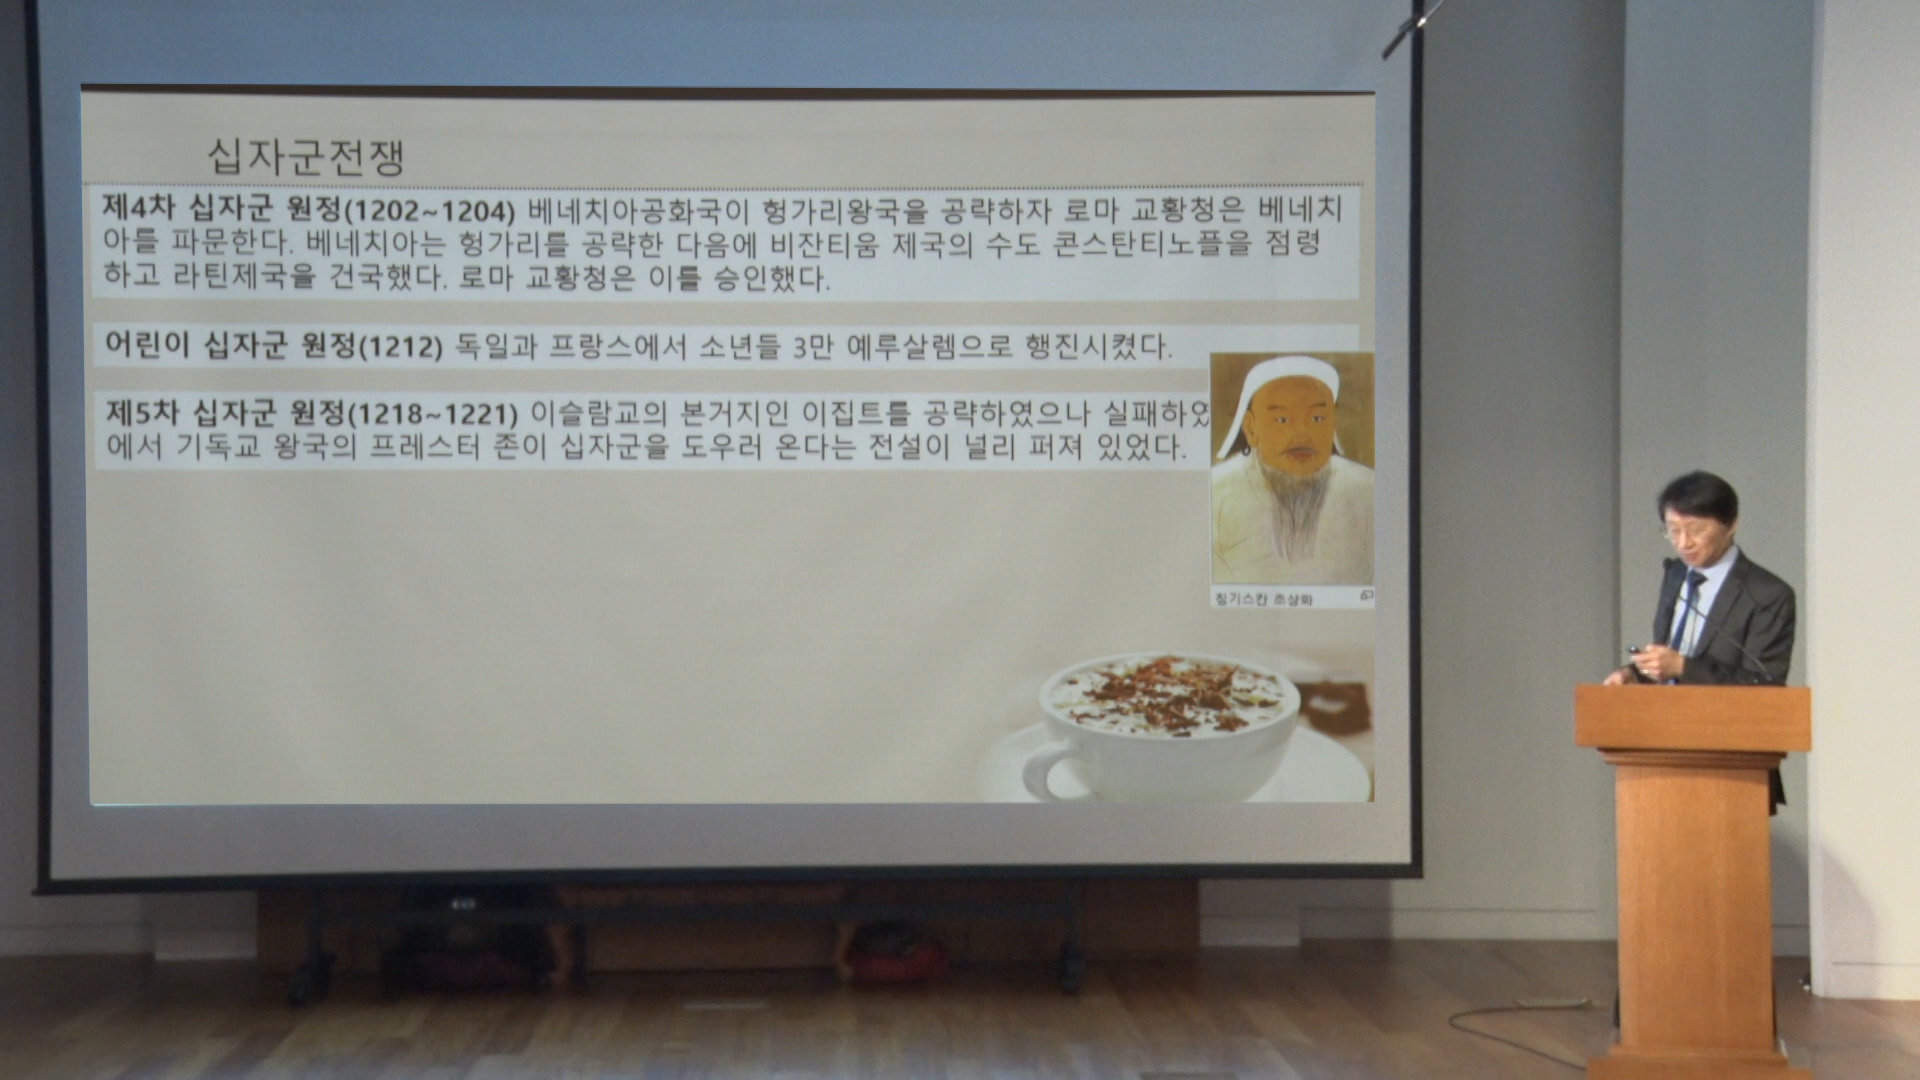 십자군전쟁
제4차 십자군 원정(1202~1204) 베네치아공화국이 헝가리왕국을 공략하자 로마 교황청은 베네치
아를 파문한다. 베네치아는 헝가리를 공략한 다음에 비잔티움 제국의 수도 콘스탄티노플을 점령
하고 라틴제국을 건국했다. 로마 교황청은 이를 승인했다.
어린이 십자군 원정(1212) 독일과 프랑스에서 소년들 3만 예루살렘으로 행진시켰다.
제5차 십자군 원정(1218~1221) 이슬람교의 본거지인 이집트를 공략하였으나 실패하였
에서 기독교 왕국의 프레스터 존이 십자군을 도우러 온다는 전설이 널리 퍼져 있었다.
칭기스칸 초상화